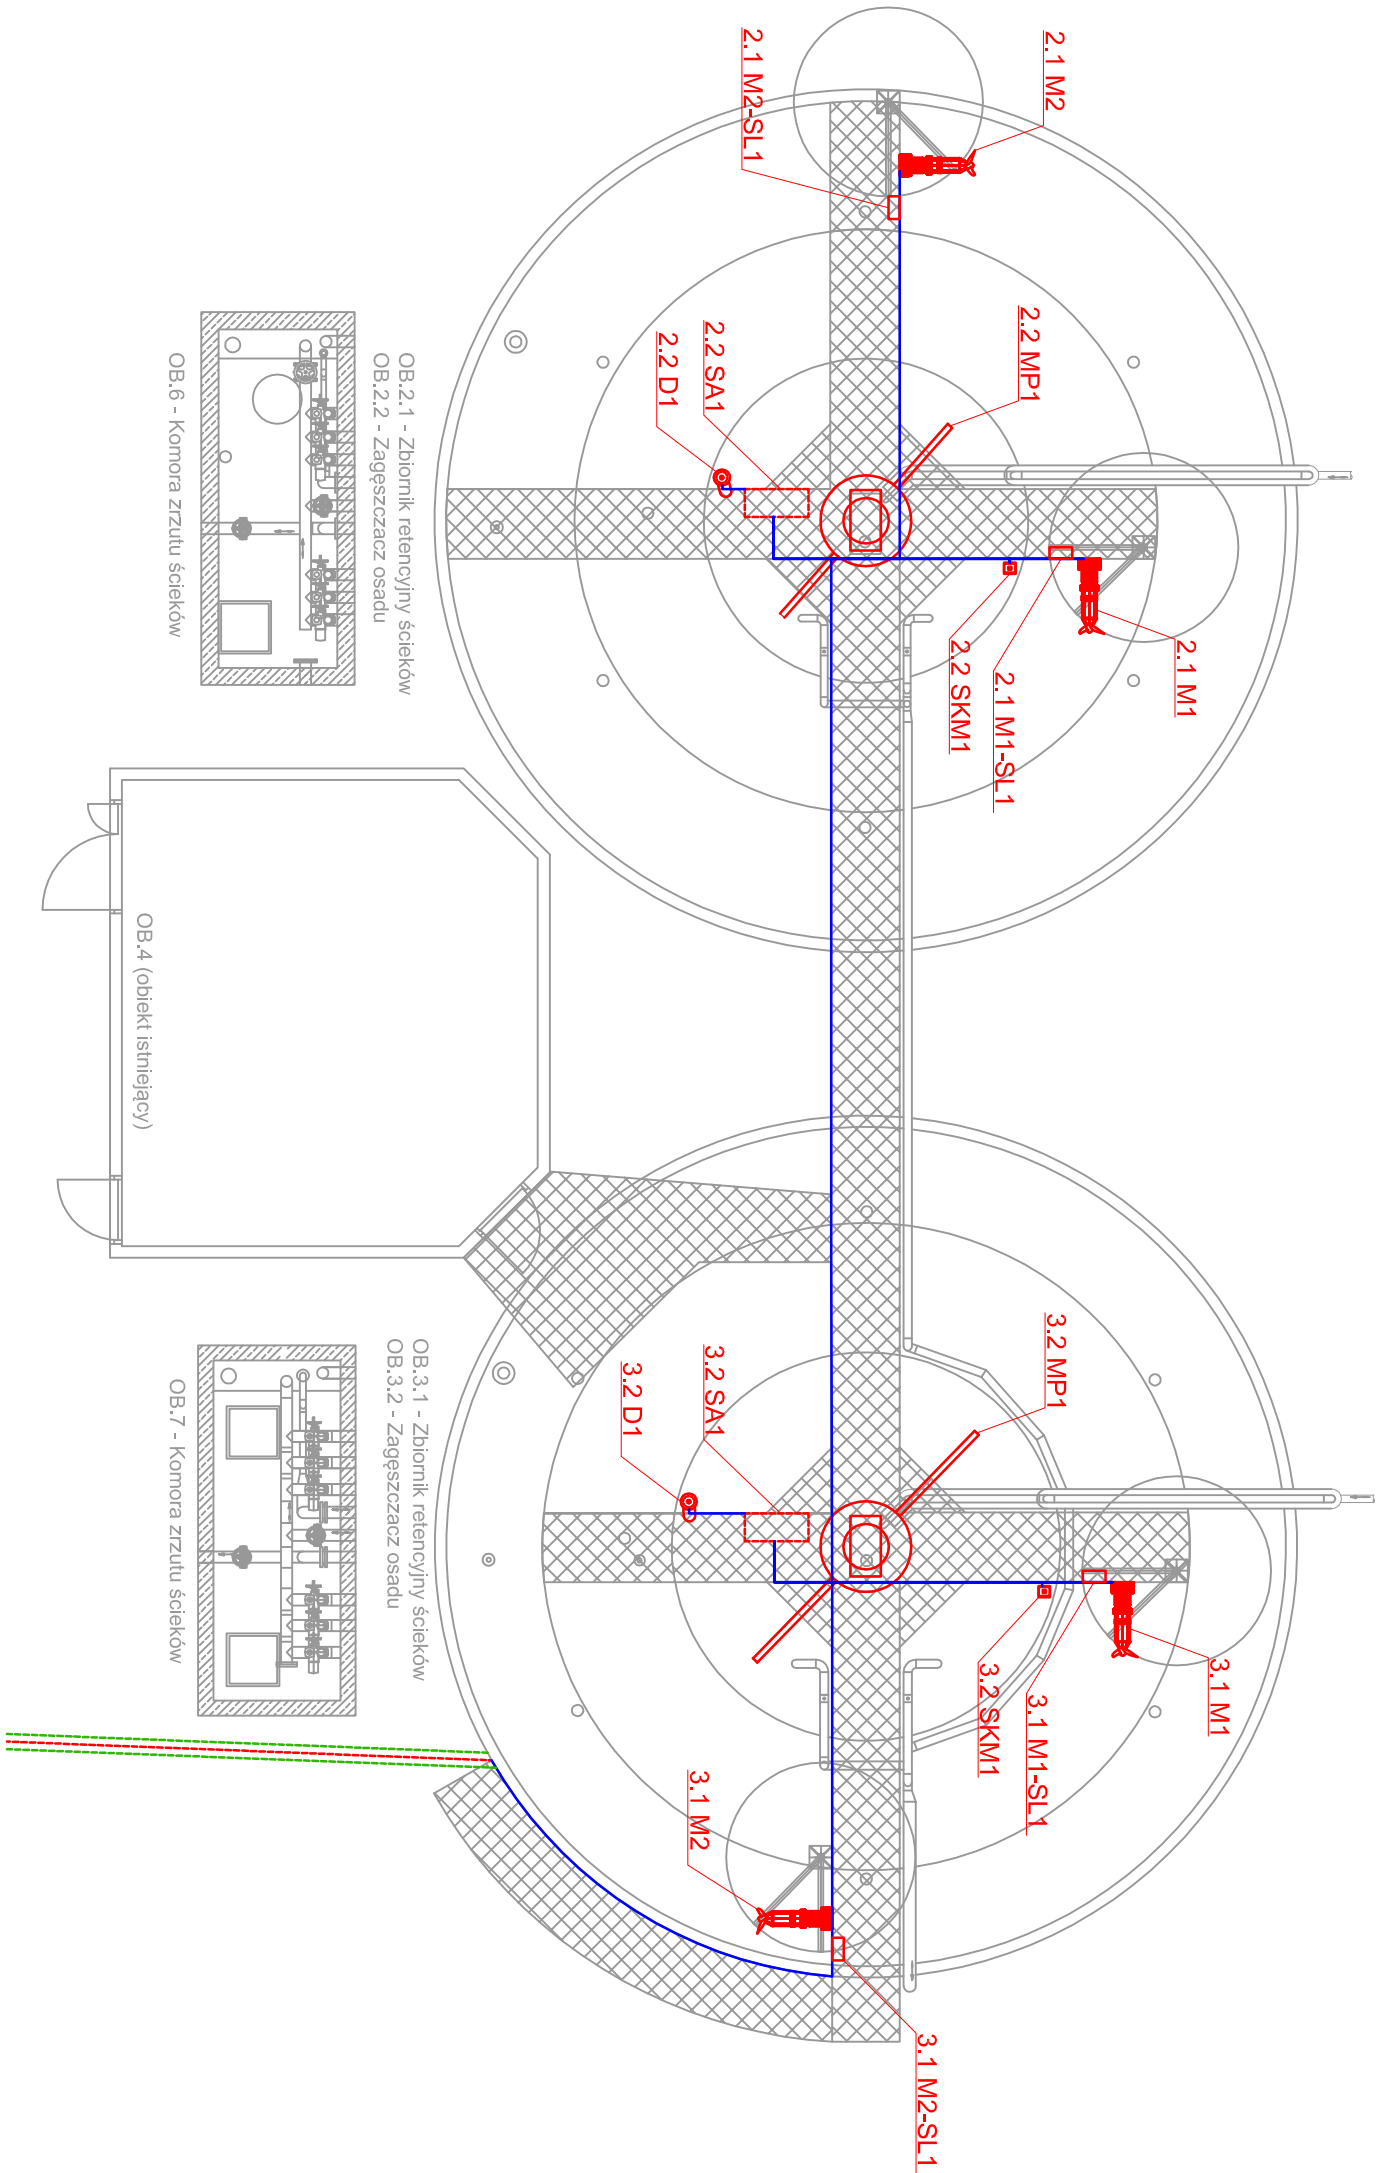 2.1 M2
2.1 M2-SL1
2.2 MP1
2.2 SA1
2.2 D1
2.1 M1
2.1 M1-SL1
2.2 SKM1
OB.2.1 - Zbiornik retencyjny ścieków
OB.2.2 - Zagęszczacz osadu
OB.6 - Komora zrzutu ścieków
OB.4 (obiekt istniejący)
3.2 MP1
3.2 SA1
3.2 D1
3.1 M1
3.1 M1-SL1
3.2 SKM1
OB.3.1 - Zbiornik retencyjny ścieków
OB.3.2 - Zagęszczacz osadu
OB.7 - Komora zrzutu ścieków
3.1 M2
3.1 M2-SL1